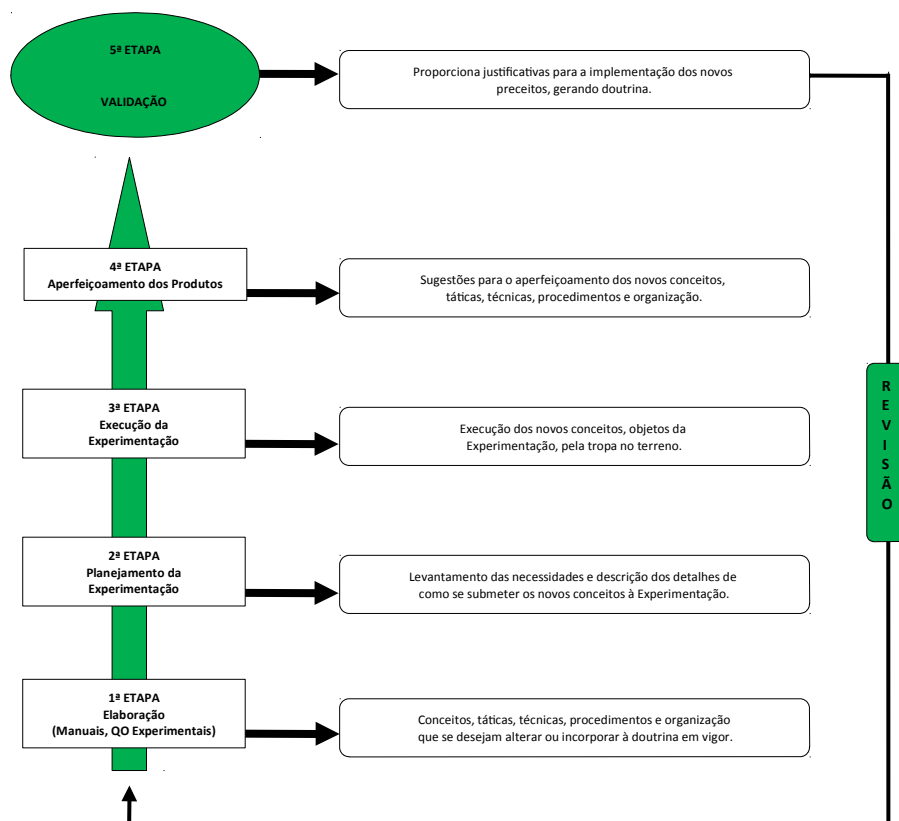 5ª ETAPA
VALIDAÇÃO
Proporciona justificativas para a implementação dos novos
preceitos, gerando doutrina.
4ª ETAPA
Aperfeiçoamento dos Produtos
Sugestões para o aperfeiçoamento dos novos conceitos,
táticas, técnicas, procedimentos e organização.
3ª ETAPA
Execução da
Experimentação
Execução dos novos conceitos, objetos da
Experimentação, pela tropa no terreno.
2ª ETAPA
Planejamento da
Experimentação
Levantamento das necessidades e descrição dos detalhes de
como se submeter os novos conceitos à Experimentação.
1ª ETAPA
Elaboração
(Manuais, QO Experimentais)
Conceitos, táticas, técnicas, procedimentos e organização
que se desejam alterar ou incorporar à doutrina em vigor.
R
E
V
I
S
Ã
O